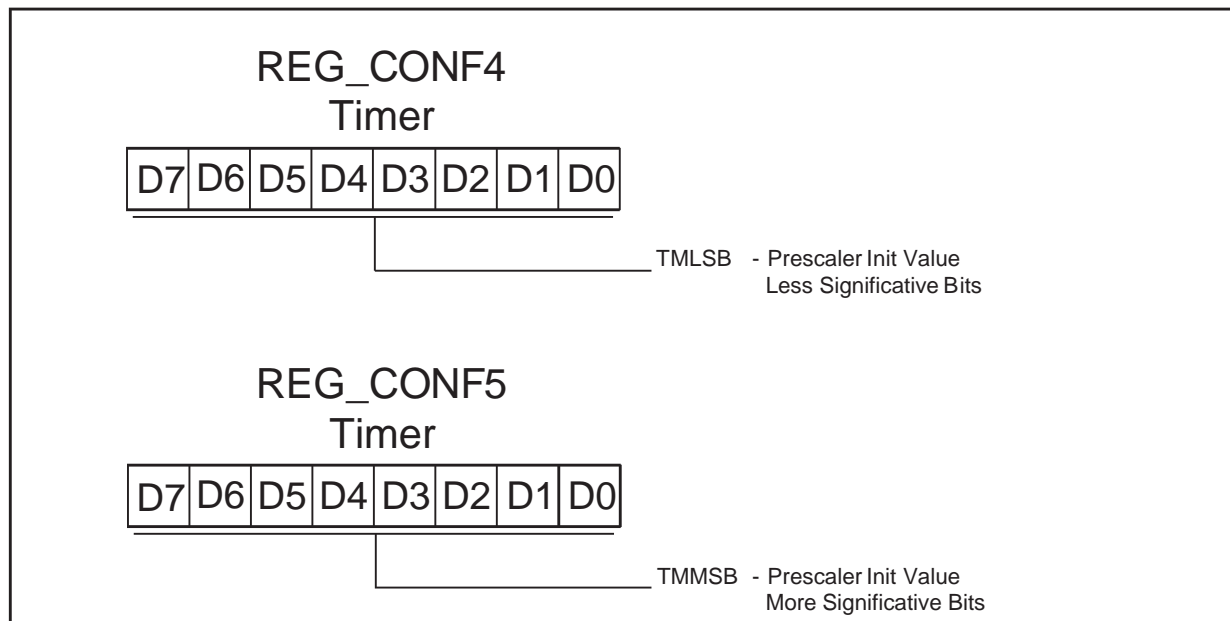 REG_CONF4
Timer
D7 D6 D5 D4 D3 D2 D1 D0
TMLSB - Prescaler Init Value
Less Significative Bits
REG_CONF5
Timer
D7 D6 D5 D4 D3 D2 D1 D0
TMMSB - Prescaler Init Value
More Significative Bits